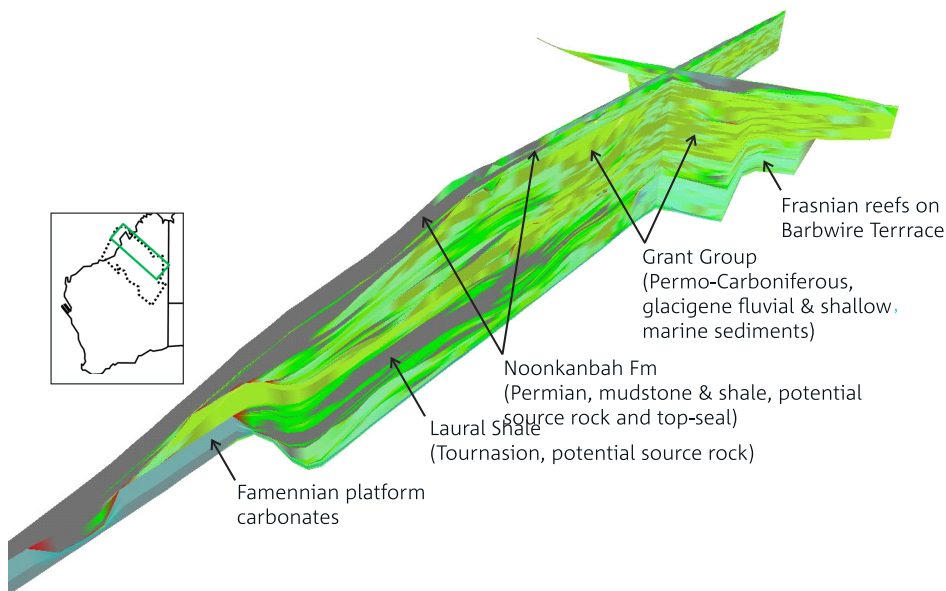 Frasnian reefs on
Barbwire Terrrace
Grant Group
(Permo-Carboniferous,
glacigene fluvial & shallow,
marine sediments)
Noonkanbah Fm
(Permian, mudstone & shale, potential
source rock and top-seal)
Laural Shale
(Tournasion, potential source rock)
Famennian platform
carbonates